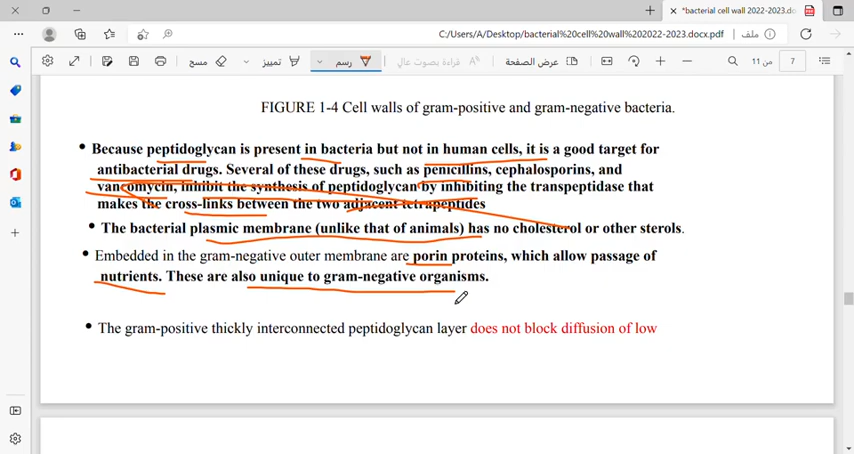 *bacterial cell wall 2022-2023.docx
C:/Users/A/Desktop/bacterial%20cell%20wall%202022-2023.docx.pdf
ملف
مسح
تمييز
رسم
قراءة بصوت عالي
عرض الصفحة
من 11
7
FIGURE 1-4 Cell walls of gram-positive and gram-negative bacteria.
• Because peptidoglycan is present in bacteria but not in human cells, it is a good target for
antibacterial drugs. Several of these drugs, such as penicillins, cephalosporins, and
vancomycin, inhibit the synthesis of peptidoglycan by inhibiting the transpeptidase that
makes the cross-links between the two adjacent tetrapeptides
• The bacterial plasmic membrane (unlike that of animals) has no cholesterol or other sterols.
• Embedded in the gram-negative outer membrane are porin proteins, which allow passage of
nutrients. These are also unique to gram-negative organisms.
• The gram-positive thickly interconnected peptidoglycan layer does not block diffusion of low